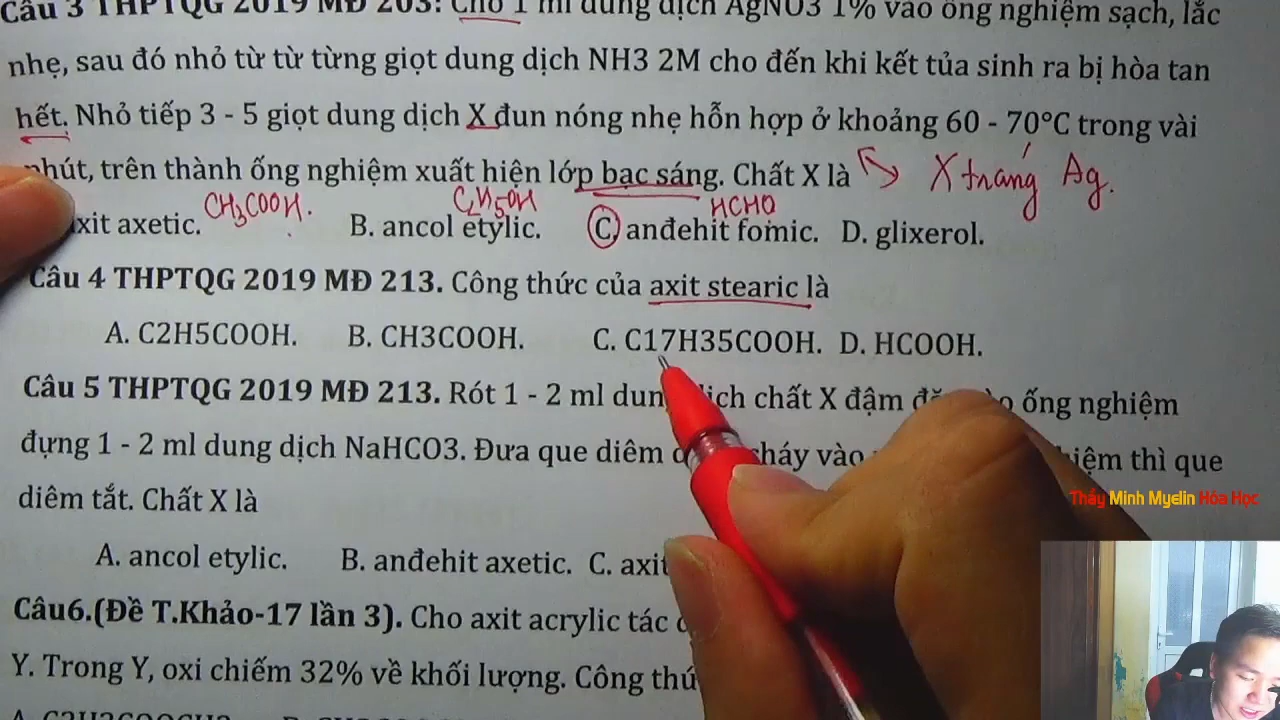 Câu 3 THPTQG 2019 MĐ 203: Cho 1 ml dung dịch AgNO3 1% vào ống nghiệm sạch, lắc
nhẹ, sau đó nhỏ từ từ từng giọt dung dịch NH3 2M cho đến khi kết tủa sinh ra bị hòa tan
hết. Nhỏ tiếp 3 - 5 giọt dung dịch X đun nóng nhẹ hỗn hợp ở khoảng 60 - 70°C trong vài
phút, trên thành ống nghiệm xuất hiện lớp bạc sáng. Chất X là X tráng Ag.
CH3COOH. C2H5OH HCHO
axit axetic. B. ancol etylic. C. anđehit fomic. D. glixerol.
Câu 4 THPTQG 2019 MĐ 213. Công thức của axit stearic là
A. C2H5COOH. B. CH3COOH. C. C17H35COOH. D. HCOOH.
Câu 5 THPTQG 2019 MĐ 213. Rót 1 - 2 ml dung dịch chất X đậm ống nghiệm
đựng 1 - 2 ml dung dịch NaHCO3. Đưa que diêm cháy vào thì que
Thầy Minh Myelin Hóa Học
diêm tắt. Chất X là
A. ancol etylic. B. anđehit axetic. C. axit
Câu6.(Đề T.Khảo-17 lần 3). Cho axit acrylic tác
Y. Trong Y, oxi chiếm 32% về khối lượng. Công